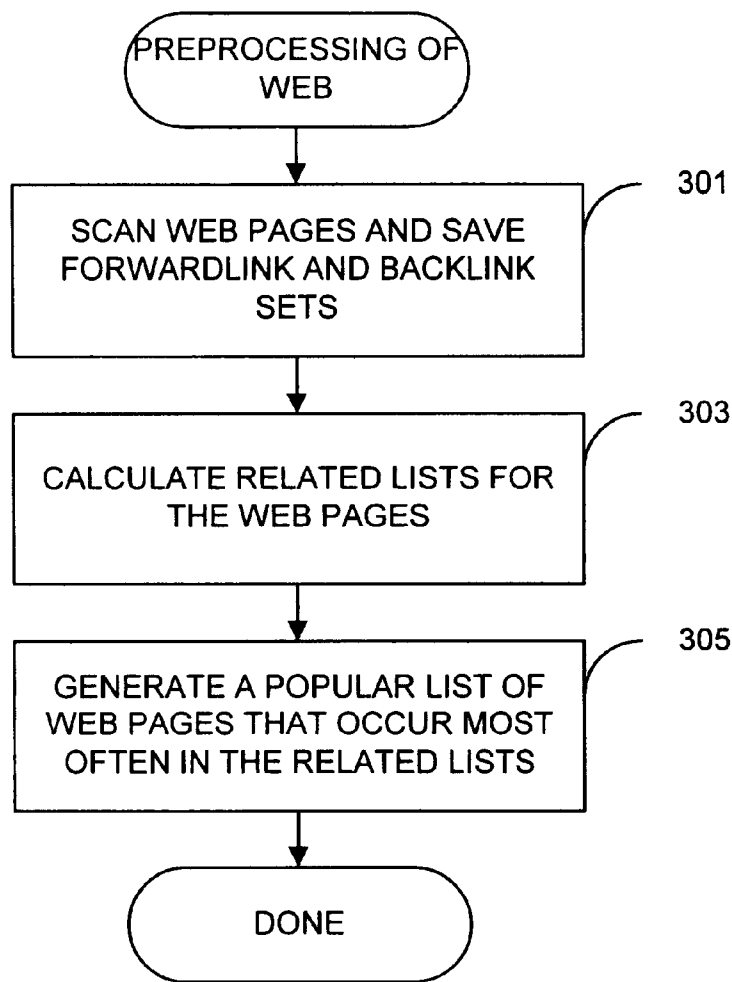 PREPROCESSING OF
WEB
301
SCAN WEB PAGES AND SAVE
FORWARDLINK AND BACKLINK
SETS
303
CALCULATE RELATED LISTS FOR
THE WEB PAGES
305
GENERATE A POPULAR LIST OF
WEB PAGES THAT OCCUR MOST
OFTEN IN THE RELATED LISTS
DONE